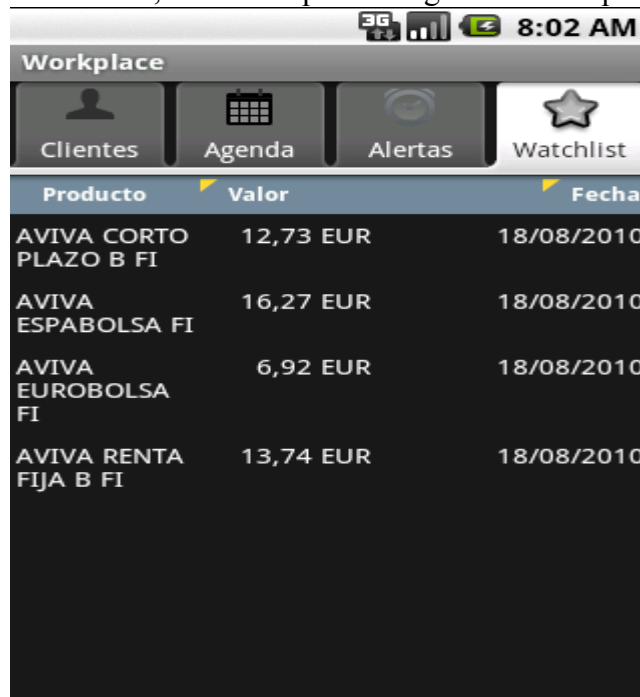 3G 8:02 AM
Workplace
Clientes Agenda Alertas Watchlist
Producto Valor Fecha
AVIVA CORTO 12,73 EUR 18/08/2010
PLAZO B FI
AVIVA 16,27 EUR 18/08/2010
ESPABOLSA FI
AVIVA 6,92 EUR 18/08/2010
EUROBOLSA
FI
AVIVA RENTA 13,74 EUR 18/08/2010
FIJA B FI